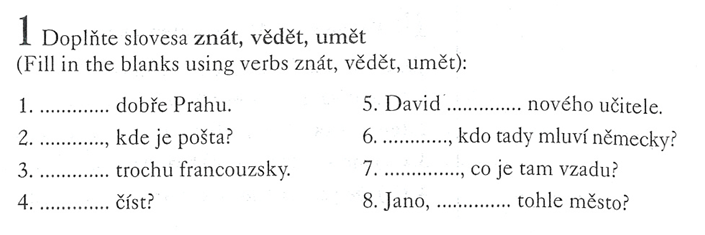 1 Doplňte slovesa znát, vědět, umět
(Fill in the blanks using verbs znát, vědět, umět):
1. ............. dobře Prahu.
2. ............, kde je pošta?
3. ............. trochu francouzsky.
4. ............. číst?
5. David ............. nového učitele.
6. ............, kdo tady mluví německy?
7. ............., co je tam vzadu?
8. Jano, ............. tohle město?